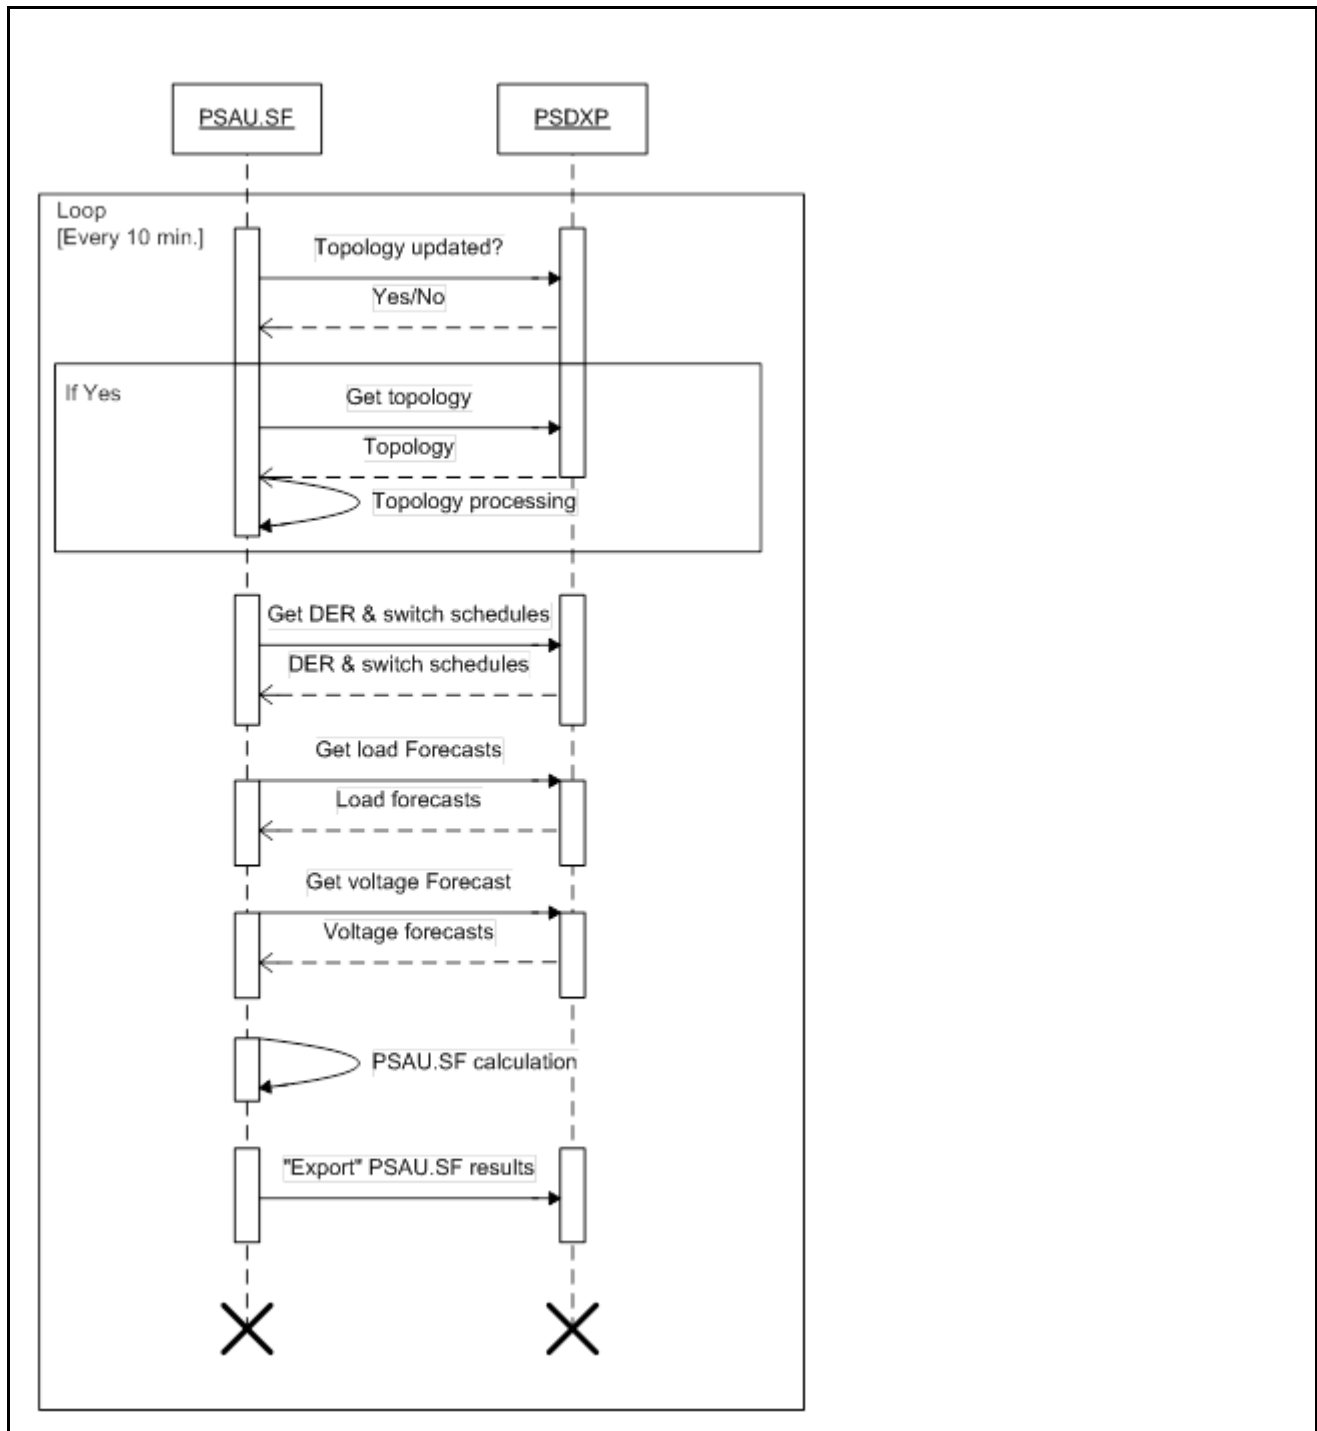 PSAU.SF
PSDXP
Loop
[Every 10 min.]
Topology updated?
Yes/No
If Yes
Get topology
Topology
Topology processing
Get DER & switch schedules
DER & switch schedules
Get load Forecasts
Load forecasts
Get voltage Forecast
Voltage forecasts
PSAU.SF calculation
"Export" PSAU.SF results